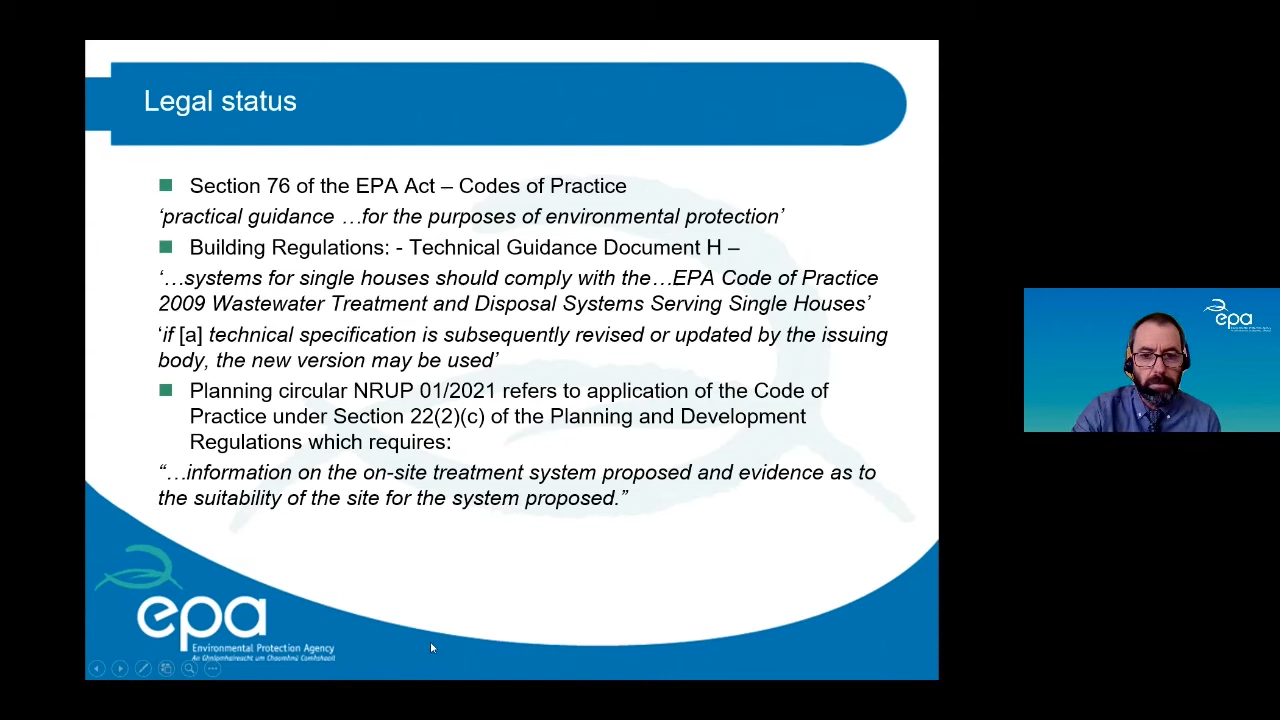 Legal status
Section 76 of the EPA Act – Codes of Practice
‘practical guidance …for the purposes of environmental protection’
Building Regulations: - Technical Guidance Document H –
‘…systems for single houses should comply with the…EPA Code of Practice
2009 Wastewater Treatment and Disposal Systems Serving Single Houses’
‘if [a] technical specification is subsequently revised or updated by the issuing
body, the new version may be used’
Planning circular NRUP 01/2021 refers to application of the Code of
Practice under Section 22(2)(c) of the Planning and Development
Regulations which requires:
“…information on the on-site treatment system proposed and evidence as to
the suitability of the site for the system proposed.”
epa
Environmental Protection Agency
An Ghníomhaireacht um Chaomhnú Comhshaoil
epa